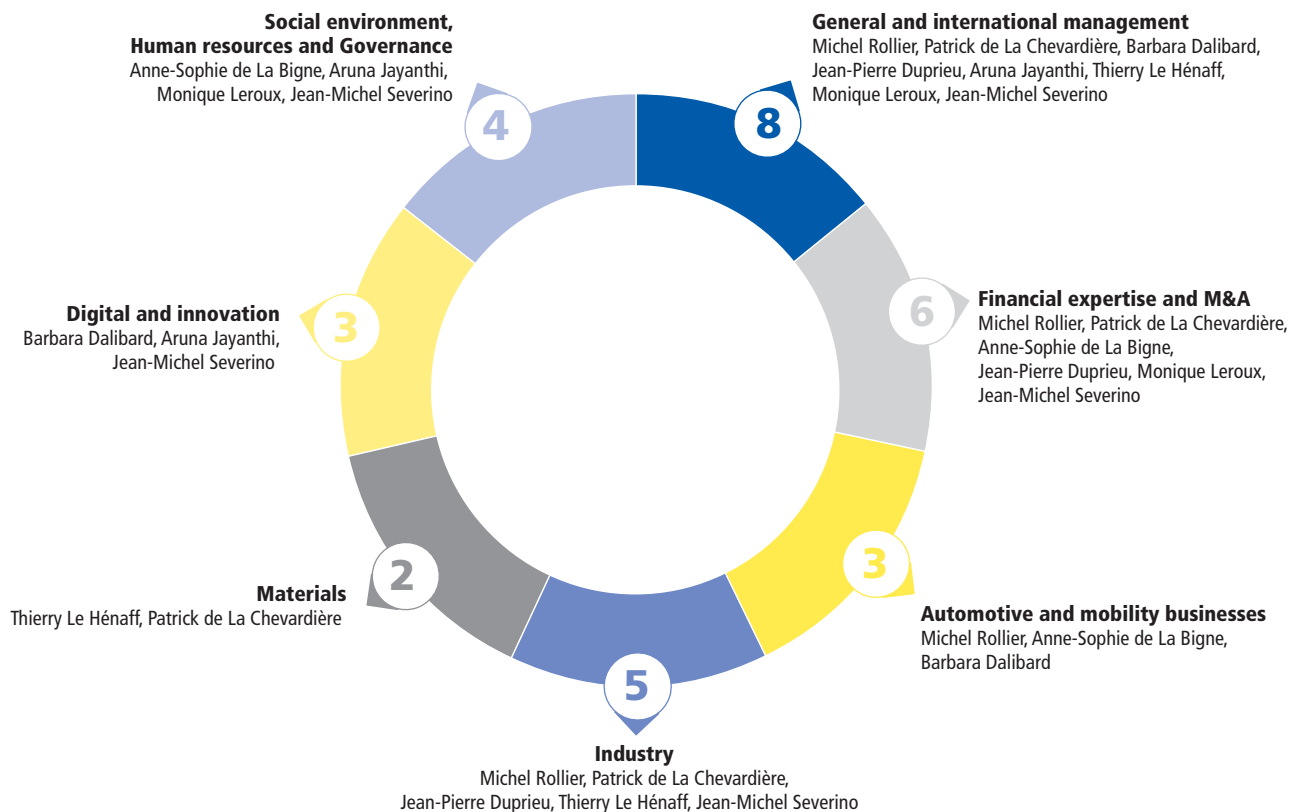 Social environment,
Human resources and Governance
Anne-Sophie de La Bigne, Aruna Jayanthi,
Monique Leroux, Jean-Michel Severino
4
General and international management
Michel Rollier, Patrick de La Chevardière, Barbara Dalibard,
Jean-Pierre Duprieu, Aruna Jayanthi, Thierry Le Hénaff,
Monique Leroux, Jean-Michel Severino
8
Digital and innovation
Barbara Dalibard, Aruna Jayanthi,
Jean-Michel Severino
3
Financial expertise and M&A
Michel Rollier, Patrick de La Chevardière,
Anne-Sophie de La Bigne,
Jean-Pierre Duprieu, Monique Leroux,
Jean-Michel Severino
6
Materials
Thierry Le Hénaff, Patrick de La Chevardière
2
Automotive and mobility businesses
Michel Rollier, Anne-Sophie de La Bigne,
Barbara Dalibard
3
5
Industry
Michel Rollier, Patrick de La Chevardière,
Jean-Pierre Duprieu, Thierry Le Hénaff, Jean-Michel Severino